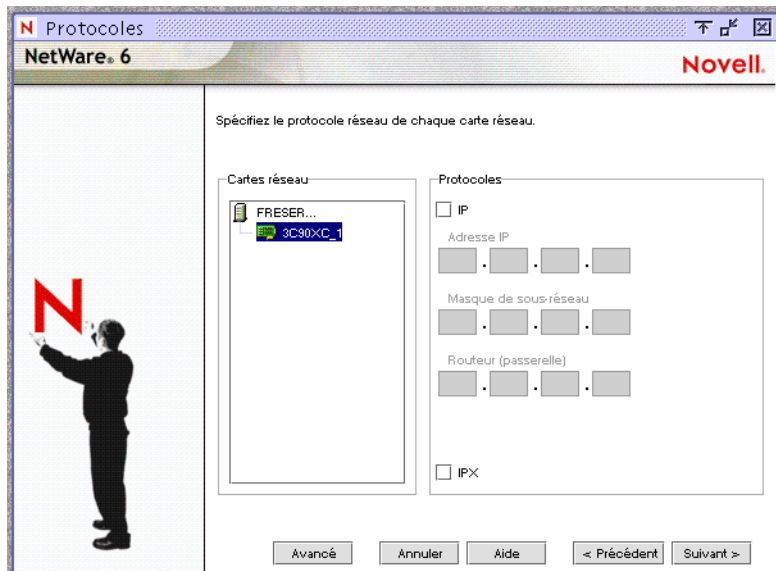 N Protocoles
NetWare® 6
Novell.
Spécifiez le protocole réseau de chaque carte réseau.
Cartes réseau
FRESER...
3C90XC_1
Protocoles
IP
Adresse IP
Masque de sous-réseau
Routeur (passerelle)
IPX
N
Avancé
Annuler
Aide
< Précédent
Suivant >